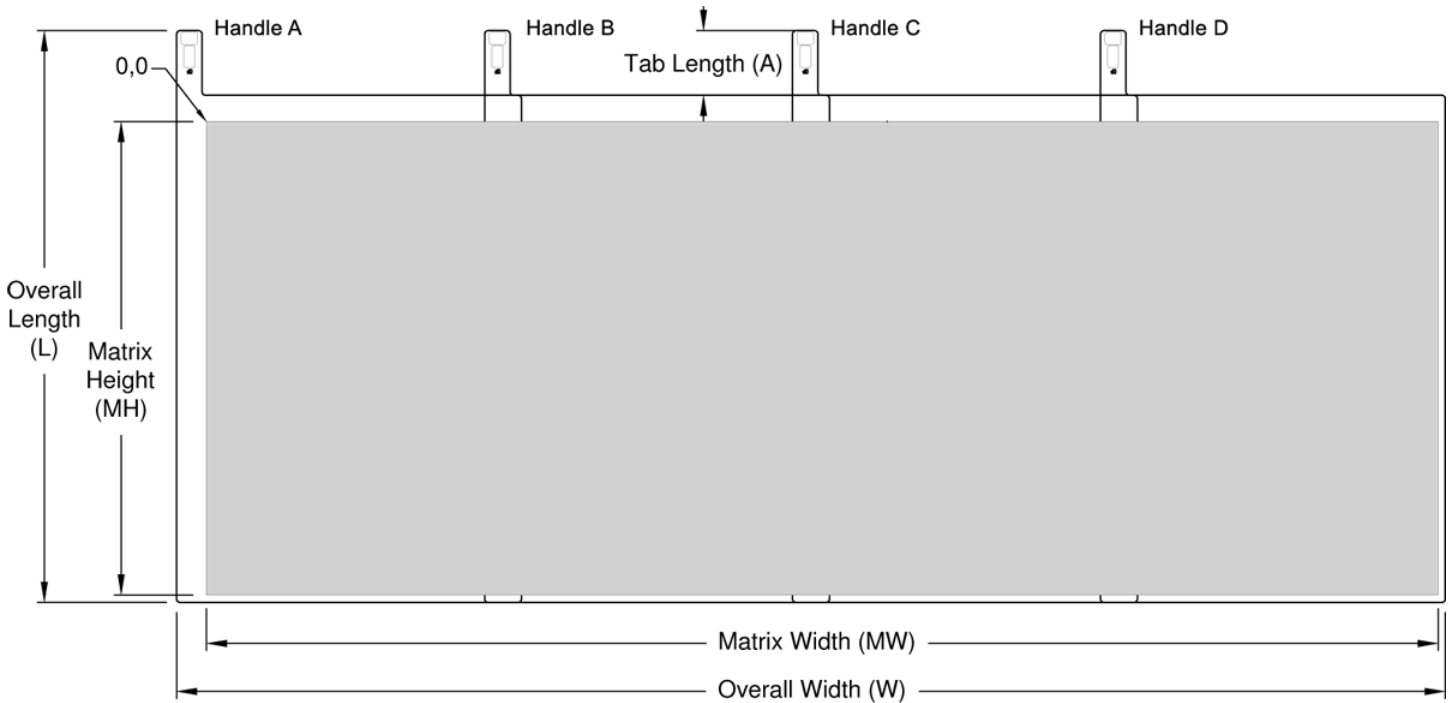 Handle A
Handle B
Handle C
Handle D
0,0
Tab Length (A)
Overall
Length
(L)
Matrix
Height
(MH)
Matrix Width (MW)
Overall Width (W)